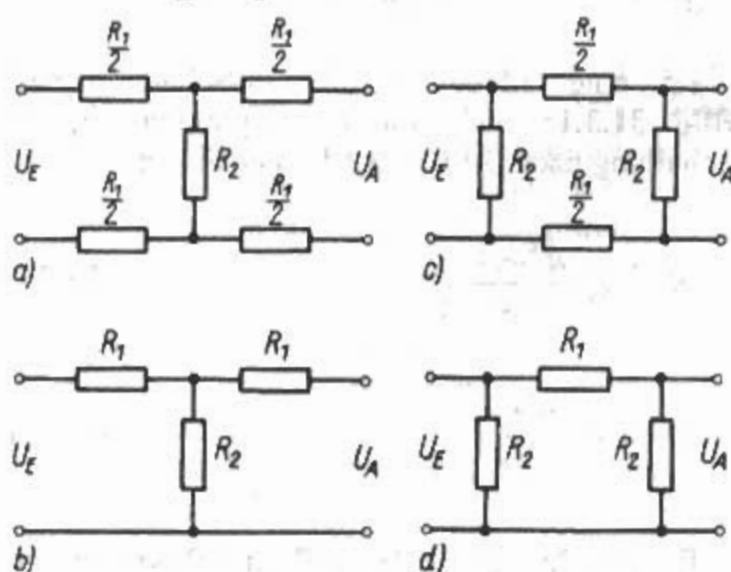 R1/2 R1/2
UE R2 UA
R1/2 R1/2
a)
R1/2
UE R2 R2 UA
R1/2
c)
R1 R1
UE R2 UA
b)
R1
UE R2 R2 UA
d)